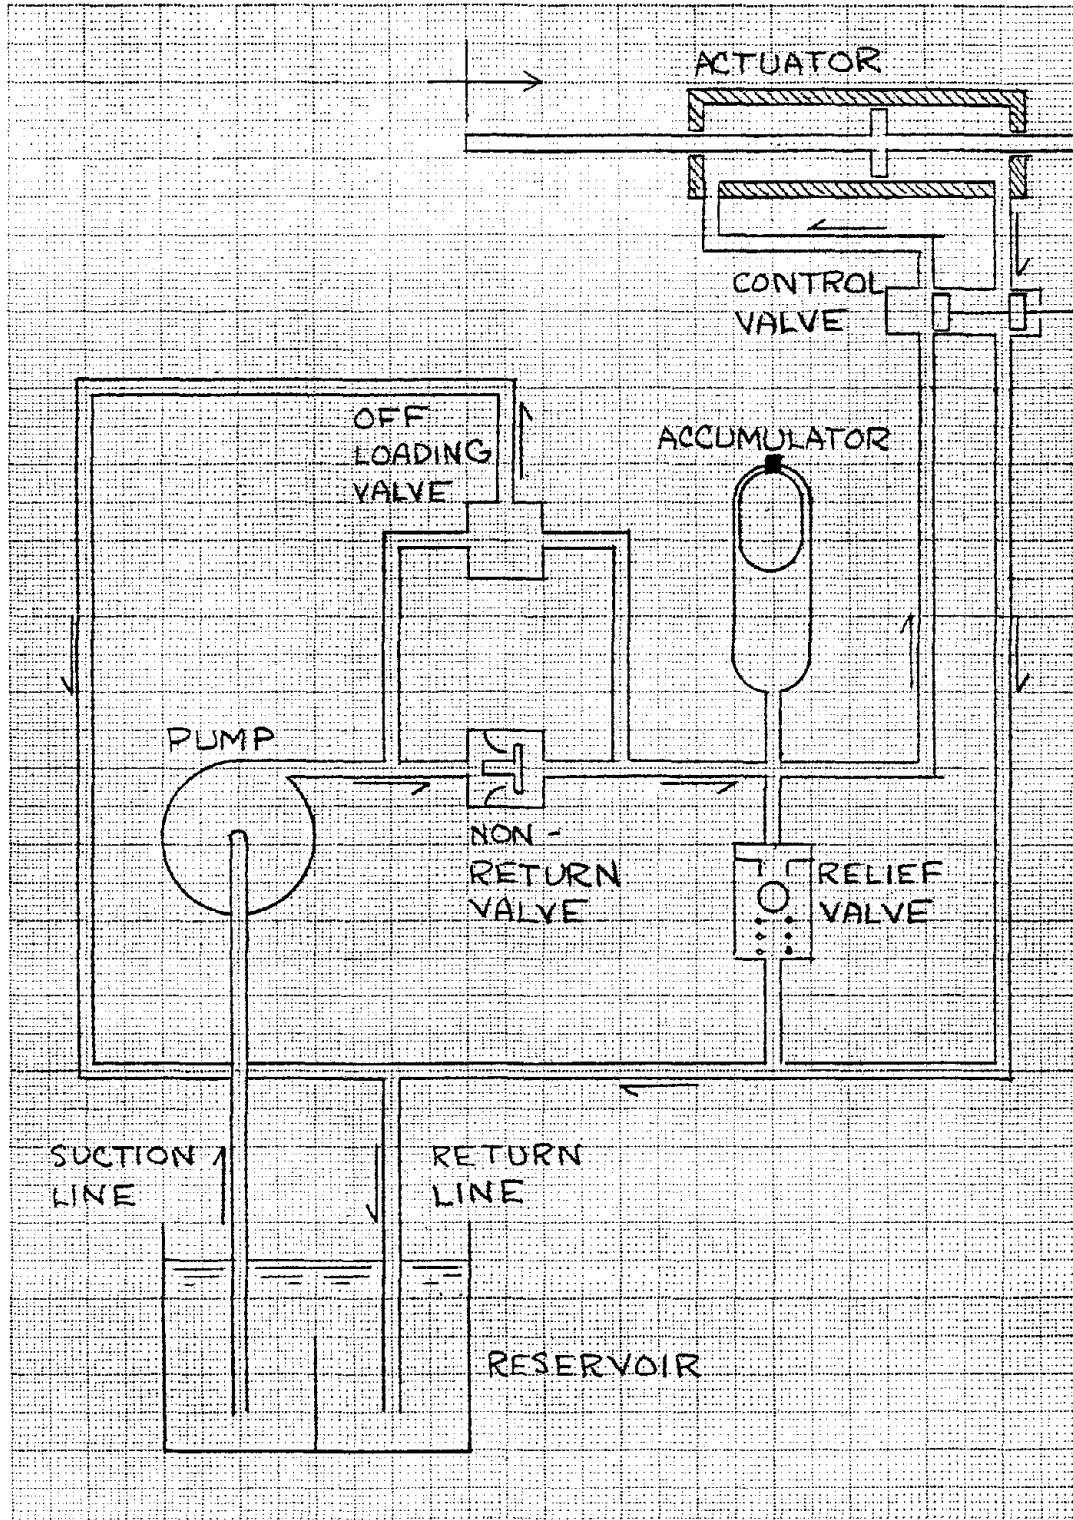 ACTUATOR
CONTROL
VALVE
OFF
LOADING
VALVE
ACCUMULATOR
PUMP
NON-
RETURN
VALVE
RELIEF
VALVE
SUCTION
LINE
RETURN
LINE
RESERVOIR